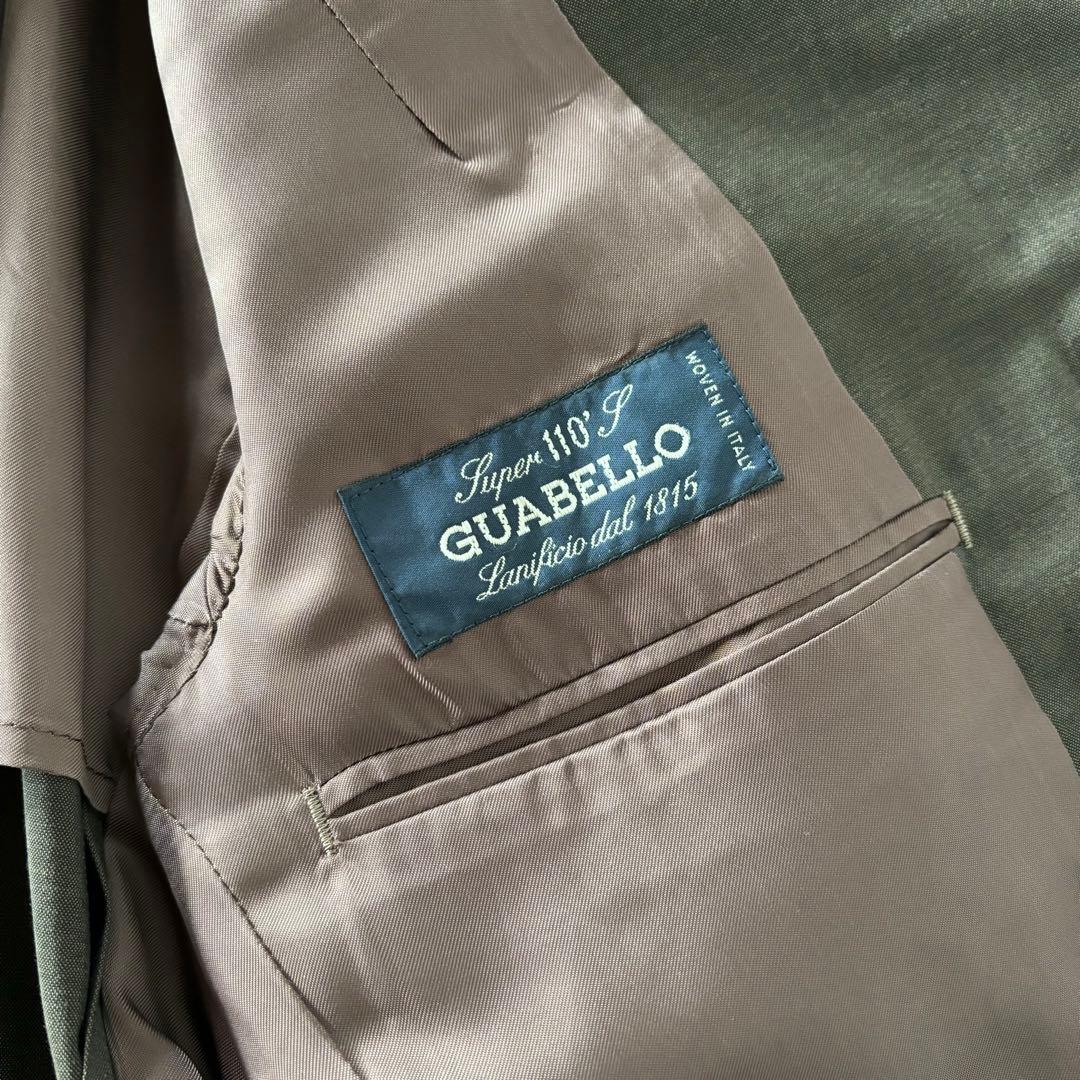 Super 110' S
GUABELLO
Lanificio dal 1815
WOVEN IN ITALY